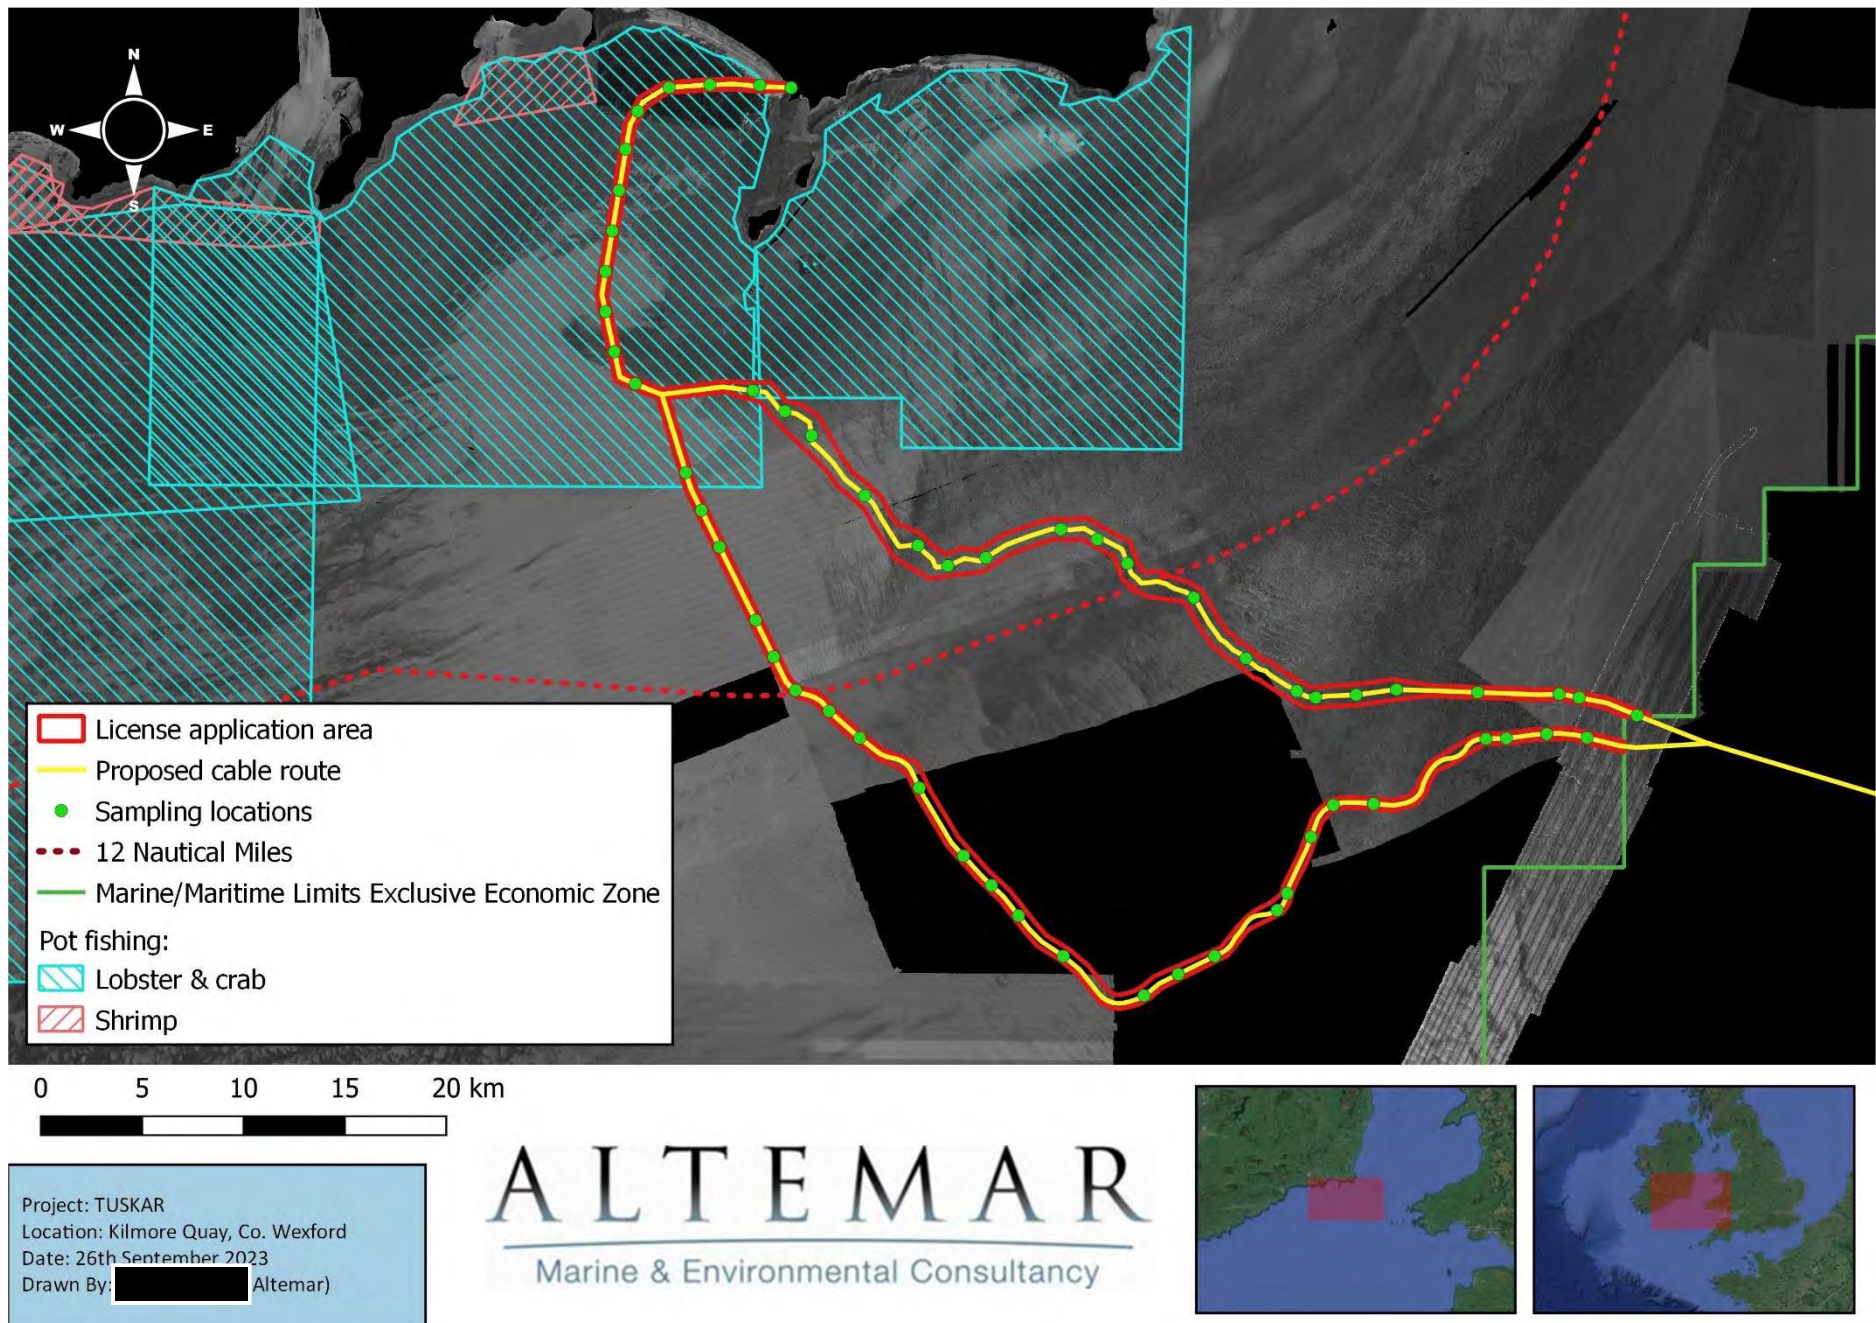 N
W
E
S
License application area
Proposed cable route
Sampling locations
12 Nautical Miles
Marine/Maritime Limits Exclusive Economic Zone
Pot fishing:
Lobster & crab
Shrimp
0 5 10 15 20 km
Project: TUSKAR
Location: Kilmore Quay, Co. Wexford
Date: 26th September 2023
Drawn By: Altemar)
ALTEMAR
Marine & Environmental Consultancy